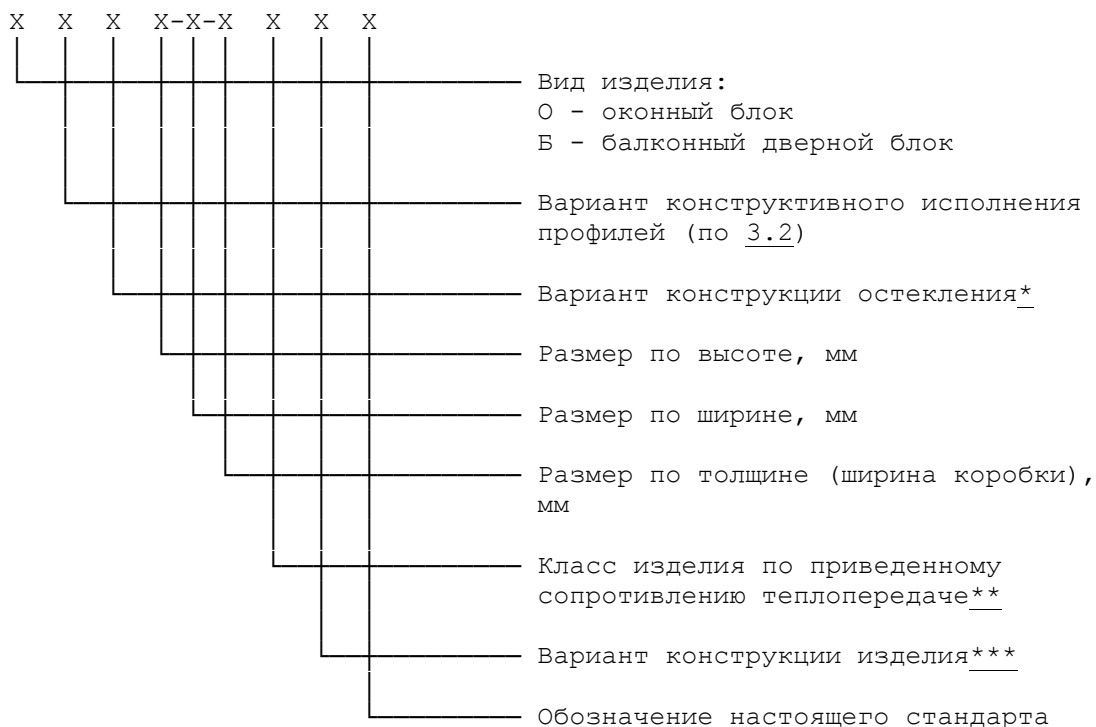 Х Х Х Х-Х-Х Х Х Х
Вид изделия:
О - оконный блок
Б - балконный дверной блок
Вариант конструктивного исполнения
профилей (по 3.2)
Вариант конструкции остекления*
Размер по высоте, мм
Размер по ширине, мм
Размер по толщине (ширина коробки),
мм
Класс изделия по приведенному
сопротивлению теплопередаче**
Вариант конструкции изделия***
Обозначение настоящего стандарта